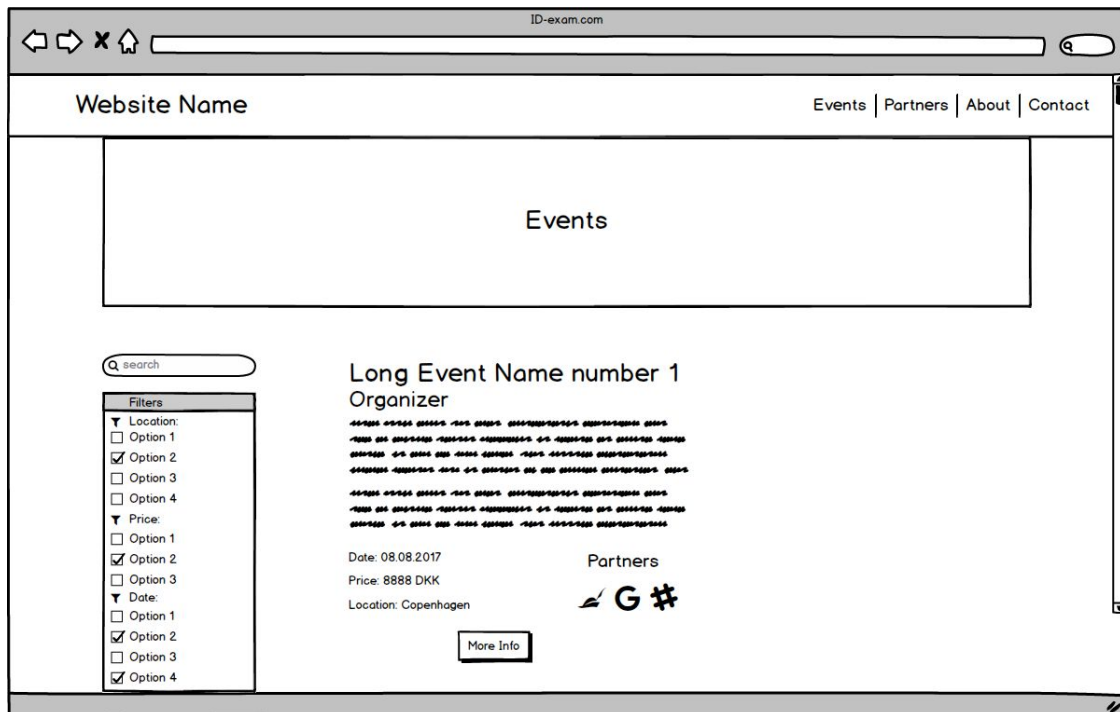 ID-exam.com
Website Name
Events | Partners | About | Contact
Events
search
Filters
Location:
Option 1
Option 2
Option 3
Option 4
Price:
Option 1
Option 2
Option 3
Date:
Option 1
Option 2
Option 3
Option 4
Long Event Name number 1
Organizer
Date: 08.08.2017
Price: 8888 DKK
Location: Copenhagen
Partners
G #
More Info